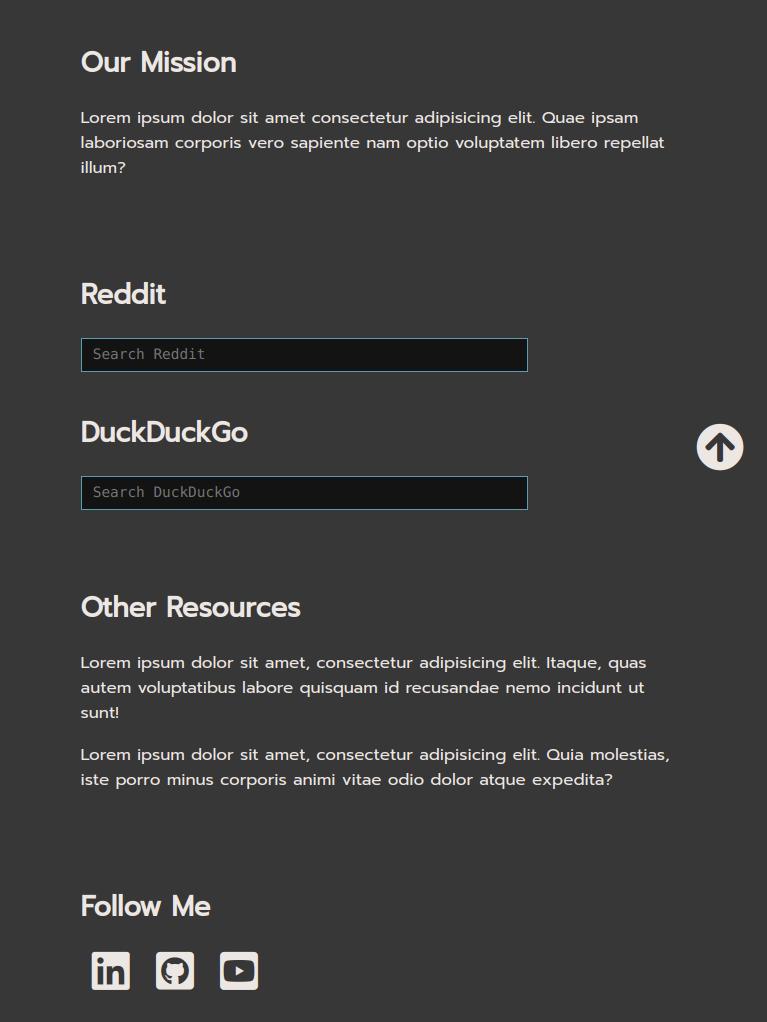 Our Mission
Lorem ipsum dolor sit amet consectetur adipisicing elit. Quae ipsam
laboriosam corporis vero sapiente nam optio voluptatem libero repellat
illum?
Reddit
Search Reddit
DuckDuckGo
Search DuckDuckGo
Other Resources
Lorem ipsum dolor sit amet, consectetur adipisicing elit. Itaque, quas
autem voluptatibus labore quisquam id recusandae nemo incidunt ut
sunt!
Lorem ipsum dolor sit amet, consectetur adipisicing elit. Quia molestias,
iste porro minus corporis animi vitae odio dolor atque expedita?
Follow Me
in